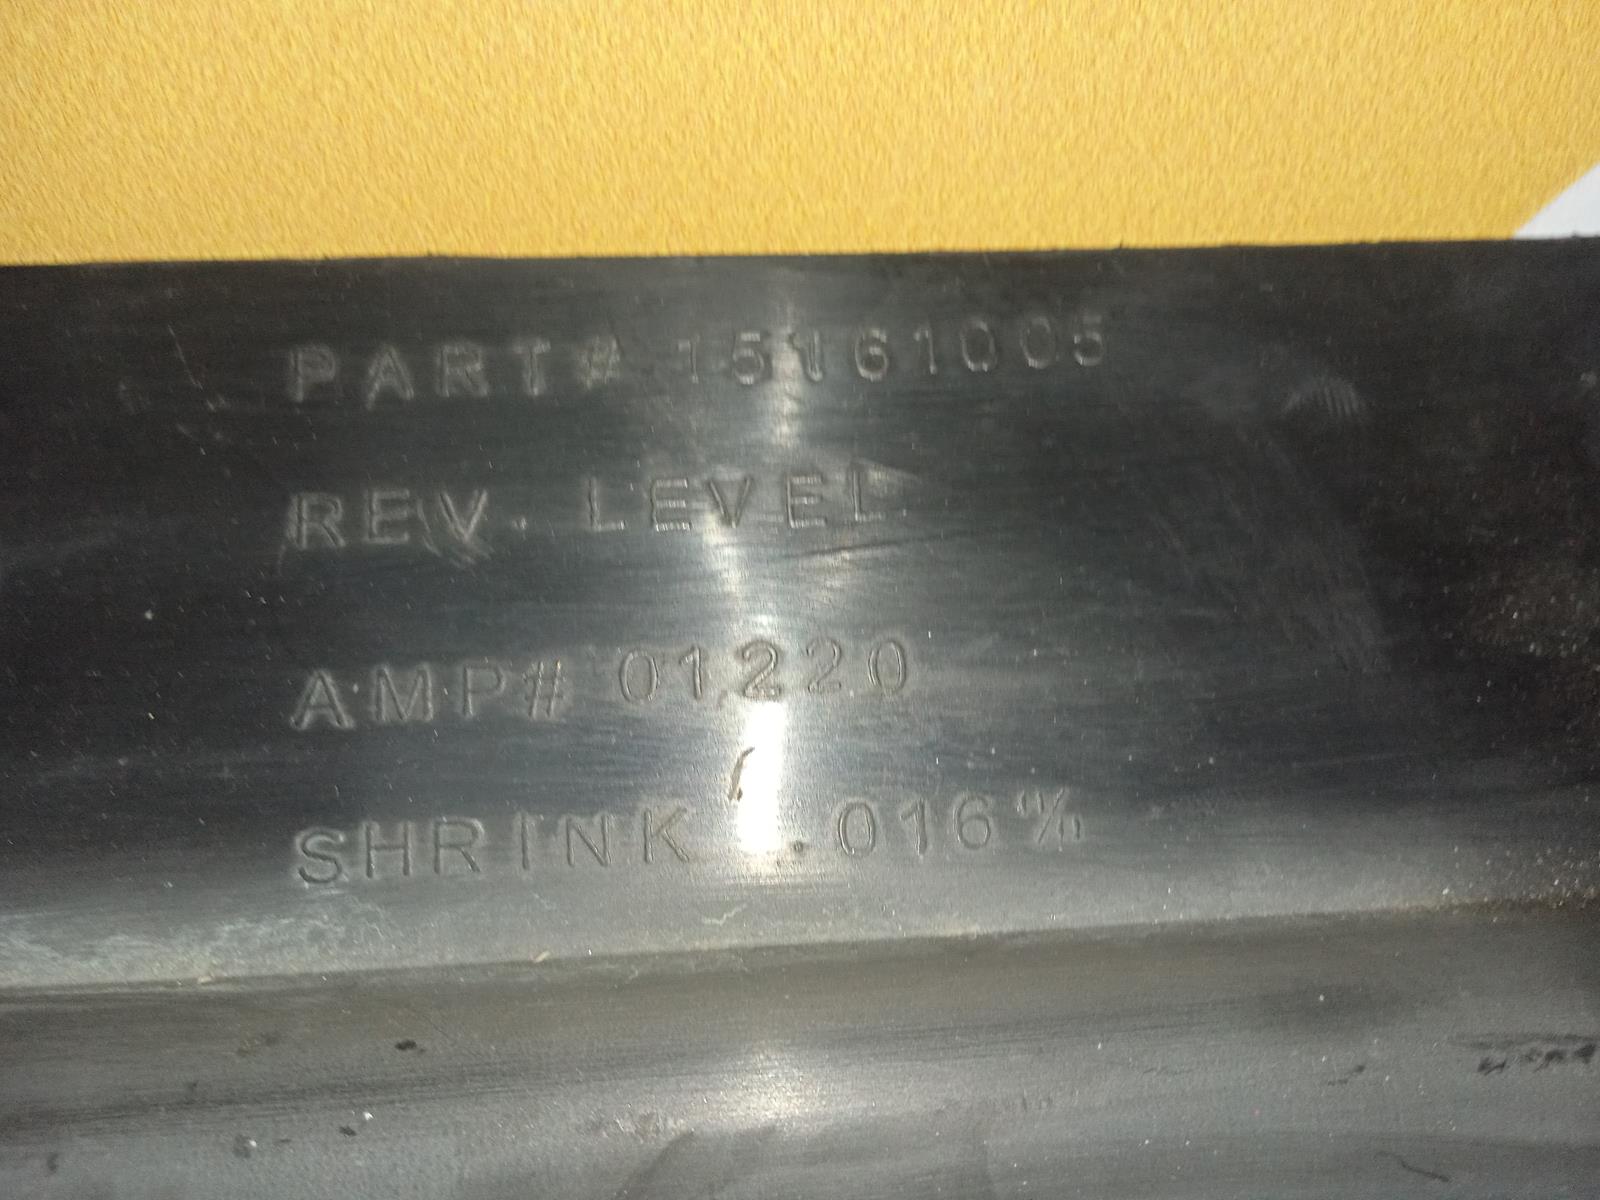 PART# 15161005
REV. LEVEL
AMP# 01220
SHRINK .016"/"